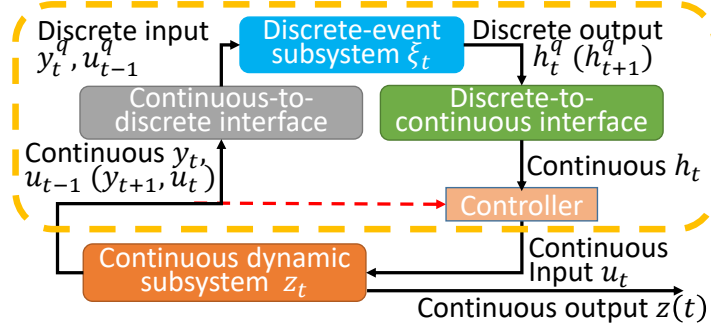 Discrete input
y_t^q, u_{t-1}^q
Discrete-event
subsystem ξ_t
Discrete output
h_t^q (h_{t+1}^q)
Continuous-to-
discrete interface
Discrete-to-
continuous interface
Continuous y_t,
u_{t-1} (y_{t+1}, u_t)
Continuous h_t
Controller
Continuous dynamic
subsystem z_t
Continuous
Input u_t
Continuous output z(t)